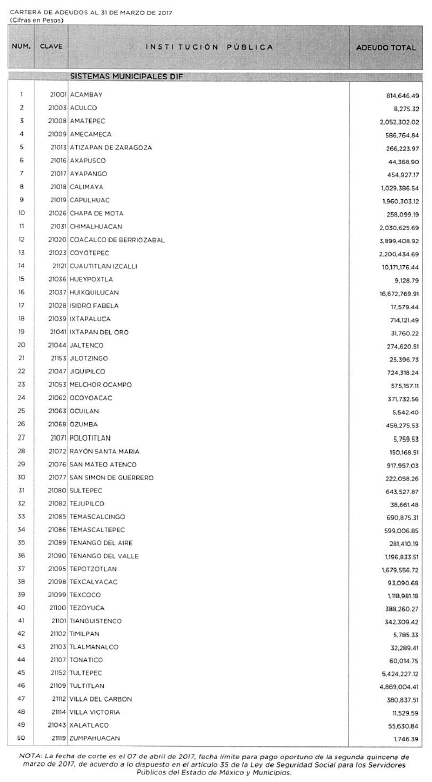 CARTERA DE ADEUDOS AL 31 DE MARZO DE 2017
(Cifras en Pesos)
NUM. CLAVE INSTITUCIÓN PÚBLICA ADEUDO TOTAL
SISTEMAS MUNICIPALES DIF
1 21001 ACAMBAY 814,646.49
2 21003 ACULCO 8,275.32
3 21008 AMATEPEC 2,052,302.02
4 21009 AMECAMECA 586,764.84
5 21013 ATIZAPAN DE ZARAGOZA 266,223.97
6 21016 AXAPUSCO 44,368.90
7 21017 AYAPANGO 454,927.17
8 21018 CALIMAYA 1,029,386.54
9 21019 CAPULHUAC 1,960,303.12
10 21026 CHAPA DE MOTA 258,099.19
11 21031 CHIMALHUACAN 2,030,625.69
12 21020 COACALCO DE BERRIOZABAL 3,899,408.92
13 21023 COYOTEPEC 2,200,434.69
14 21121 CUAUTITLAN IZCALLI 10,171,176.44
15 21036 HUEYPOXTLA 9,128.79
16 21037 HUIXQUILUCAN 16,672,769.91
17 21028 ISIDRO FABELA 17,579.44
18 21039 IXTAPALUCA 714,121.49
19 21041 IXTAPAN DEL ORO 31,760.22
20 21044 JALTENCO 274,620.51
21 21153 JILOTZINGO 25,396.73
22 21047 JIQUIPILCO 724,318.24
23 21053 MELCHOR OCAMPO 575,157.11
24 21062 OCOYOACAC 371,732.56
25 21063 OCUILAN 5,542.40
26 21068 OZUMBA 458,275.53
27 21071 POLOTITLAN 5,759.53
28 21072 RAYÓN SANTA MARIA 150,168.51
29 21076 SAN MATEO ATENCO 917,957.03
30 21077 SAN SIMON DE GUERRERO 222,058.26
31 21080 SULTEPEC 643,527.87
32 21082 TEJUPILCO 38,661.48
33 21085 TEMASCALCINGO 690,875.31
34 21086 TEMASCALTEPEC 599,006.85
35 21089 TENANGO DEL AIRE 281,410.19
36 21090 TENANGO DEL VALLE 1,196,833.51
37 21095 TEPOTZOTLAN 1,679,556.72
38 21098 TEXCALYACAC 93,090.68
39 21099 TEXCOCO 1,118,981.18
40 21100 TEZOYUCA 388,260.27
41 21101 TIANGUISTENCO 342,309.42
42 21102 TIMILPAN 5,785.33
43 21103 TLALMANALCO 32,289.41
44 21107 TONATICO 60,014.75
45 21152 TULTEPEC 5,424,227.12
46 21109 TULTITLAN 4,869,004.41
47 21112 VILLA DEL CARBON 380,837.51
48 21114 VILLA VICTORIA 11,529.59
49 21043 XALATLACO 55,630.84
50 21119 ZUMPAHUACAN 1,746.39
NOTA: La fecha de corte es el 07 de abril de 2017, fecha límite para pago oportuno de la segunda quincena de
marzo de 2017, de acuerdo a lo dispuesto en el artículo 35 de la Ley de Seguridad Social para los Servidores
Públicos del Estado de México y Municipios.